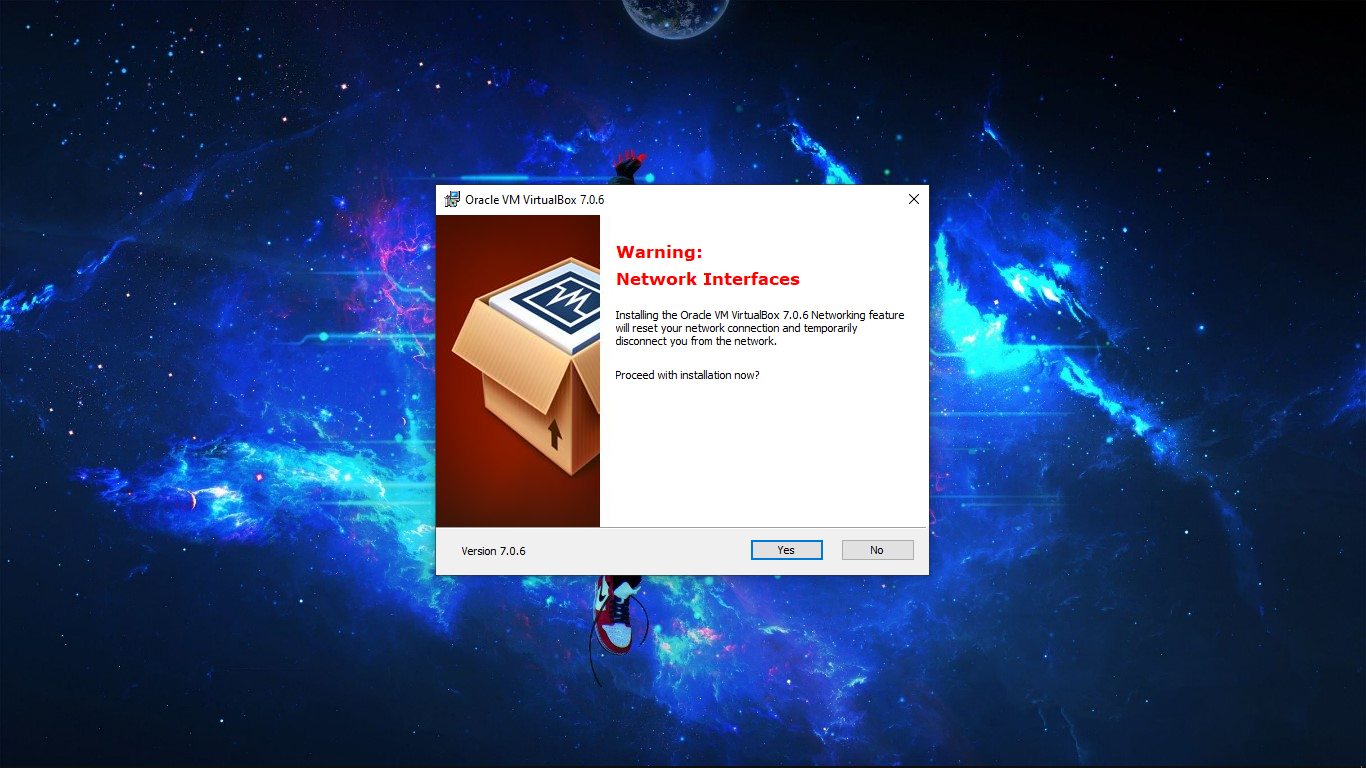 Oracle VM VirtualBox 7.0.6
Warning:
Network Interfaces
Installing the Oracle VM VirtualBox 7.0.6 Networking feature
will reset your network connection and temporarily
disconnect you from the network.
Proceed with installation now?
Version 7.0.6
Yes
No